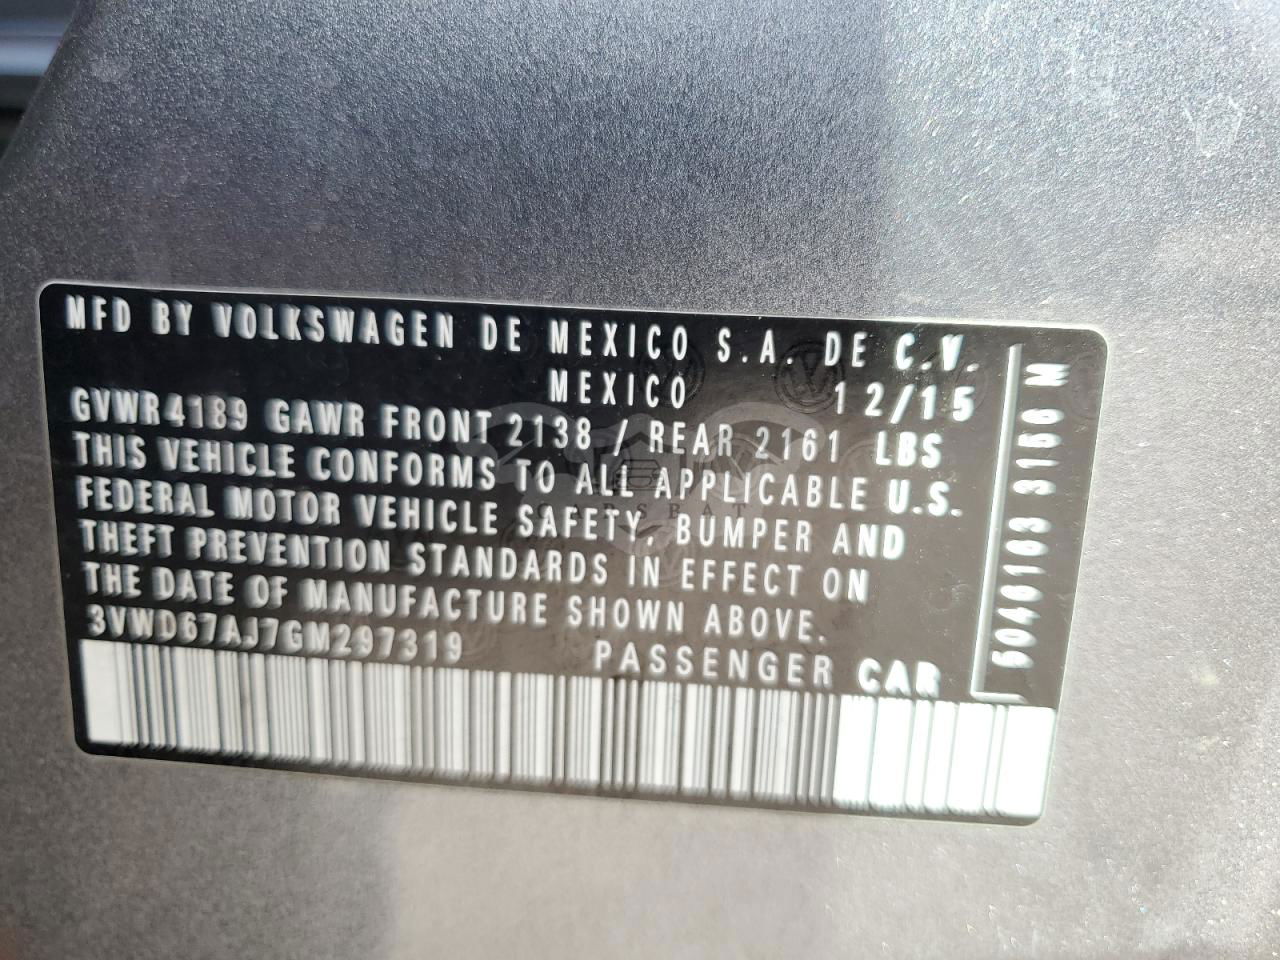 MFD BY VOLKSWAGEN DE MEXICO S.A. DE C.V.
MEXICO 12/15
GVWR4189 GAWR FRONT 2138 / REAR 2161 LBS
THIS VEHICLE CONFORMS TO ALL APPLICABLE U.S.
FEDERAL MOTOR VEHICLE SAFETY, BUMPER AND
THEFT PREVENTION STANDARDS IN EFFECT ON
THE DATE OF MANUFACTURE SHOWN ABOVE.
3VWD67AJ7GM297319 PASSENGER CAR
CARSBAT